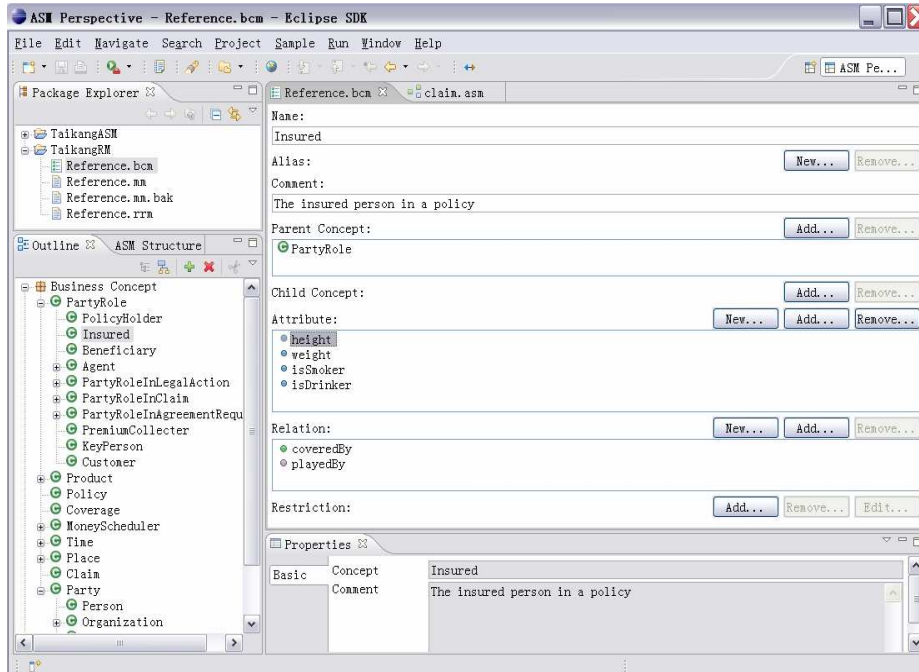 ASM Perspective - Reference.bcm - Eclipse SDK
File Edit Navigate Search Project Sample Run Window Help
ASM Pe...
Package Explorer
TaikangASM
TaikangRM
Reference.bcm
Reference.mm
Reference.mm.bak
Reference.rrm
Outline ASM Structure
Business Concept
PartyRole
PolicyHolder
Insured
Beneficiary
Agent
PartyRoleInLegalAction
PartyRoleInClaim
PartyRoleInAgreementRequ
PremiumCollecter
KeyPerson
Customer
Product
Policy
Coverage
MoneyScheduler
Time
Place
Claim
Party
Person
Organization
Reference.bcm claim.asm
Name:
Insured
Alias: New... Remove...
Comment:
The insured person in a policy
Parent Concept: Add... Remove...
PartyRole
Child Concept: Add... Remove...
Attribute: New... Add... Remove...
height
weight
isSmoker
isDrinker
Relation: New... Add... Remove...
coveredBy
playedBy
Restriction: Add... Remove... Edit...
Properties
Basic
Concept Insured
Comment The insured person in a policy